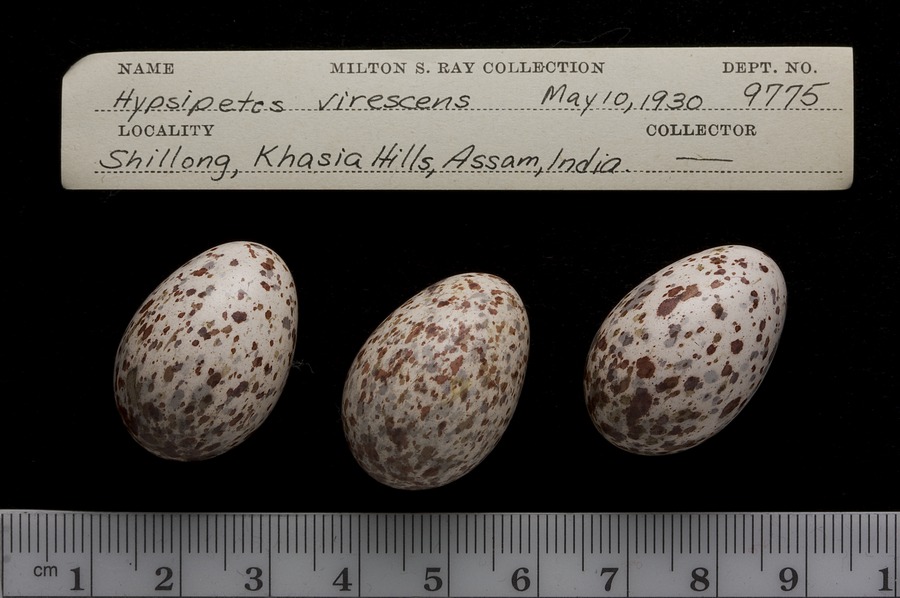 NAME MILTON S. RAY COLLECTION DEPT. NO.
Hypsipetes virescens May 10, 1930 9775
LOCALITY COLLECTOR
Shillong, Khasia Hills, Assam, India. —
cm 1 2 3 4 5 6 7 8 9 1